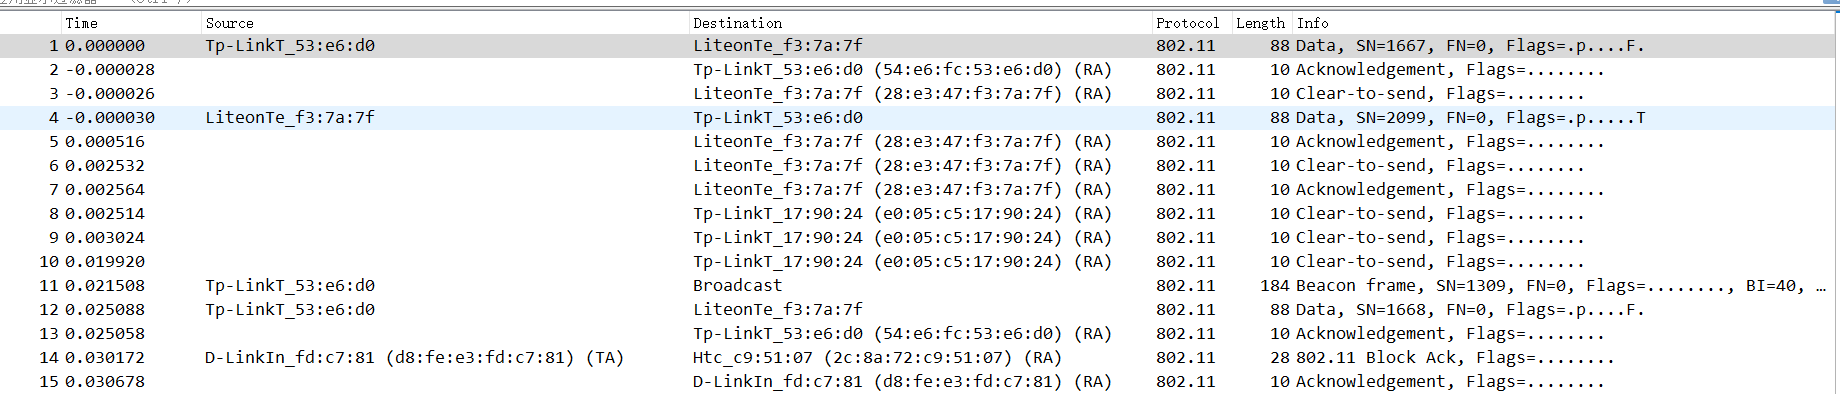 Time Source Destination Protocol Length Info
1 0.000000 Tp-LinkT_53:e6:d0 LiteonTe_f3:7a:7f 802.11 88 Data, SN=1667, FN=0, Flags=.p....F.
2 -0.000028 Tp-LinkT_53:e6:d0 (54:e6:fc:53:e6:d0) (RA) 802.11 10 Acknowledgement, Flags=........
3 -0.000026 LiteonTe_f3:7a:7f (28:e3:47:f3:7a:7f) (RA) 802.11 10 Clear-to-send, Flags=........
4 -0.000030 LiteonTe_f3:7a:7f Tp-LinkT_53:e6:d0 802.11 88 Data, SN=2099, FN=0, Flags=.p.....T
5 0.000516 LiteonTe_f3:7a:7f (28:e3:47:f3:7a:7f) (RA) 802.11 10 Acknowledgement, Flags=........
6 0.002532 LiteonTe_f3:7a:7f (28:e3:47:f3:7a:7f) (RA) 802.11 10 Clear-to-send, Flags=........
7 0.002564 LiteonTe_f3:7a:7f (28:e3:47:f3:7a:7f) (RA) 802.11 10 Acknowledgement, Flags=........
8 0.002514 Tp-LinkT_17:90:24 (e0:05:c5:17:90:24) (RA) 802.11 10 Clear-to-send, Flags=........
9 0.003024 Tp-LinkT_17:90:24 (e0:05:c5:17:90:24) (RA) 802.11 10 Clear-to-send, Flags=........
10 0.019920 Tp-LinkT_17:90:24 (e0:05:c5:17:90:24) (RA) 802.11 10 Clear-to-send, Flags=........
11 0.021508 Tp-LinkT_53:e6:d0 Broadcast 802.11 184 Beacon frame, SN=1309, FN=0, Flags=........, BI=40, …
12 0.025088 Tp-LinkT_53:e6:d0 LiteonTe_f3:7a:7f 802.11 88 Data, SN=1668, FN=0, Flags=.p....F.
13 0.025058 Tp-LinkT_53:e6:d0 (54:e6:fc:53:e6:d0) (RA) 802.11 10 Acknowledgement, Flags=........
14 0.030172 D-LinkIn_fd:c7:81 (d8:fe:e3:fd:c7:81) (TA) Htc_c9:51:07 (2c:8a:72:c9:51:07) (RA) 802.11 28 802.11 Block Ack, Flags=........
15 0.030678 D-LinkIn_fd:c7:81 (d8:fe:e3:fd:c7:81) (RA) 802.11 10 Acknowledgement, Flags=........